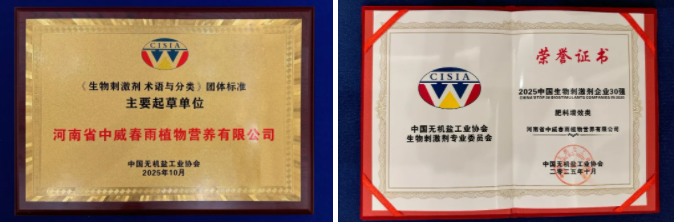 CISIA
《生物刺激剂 术语与分类》团体标准
主要起草单位
河南省中威春雨植物营养有限公司
中国无机盐工业协会
2025年10月
CISIA
中国无机盐工业协会
生物刺激剂专业委员会
荣誉证书
2025中国生物刺激剂企业30强
肥料增效类
河南省中威春雨植物营养有限公司
中国无机盐工业协会
二〇二五年十月